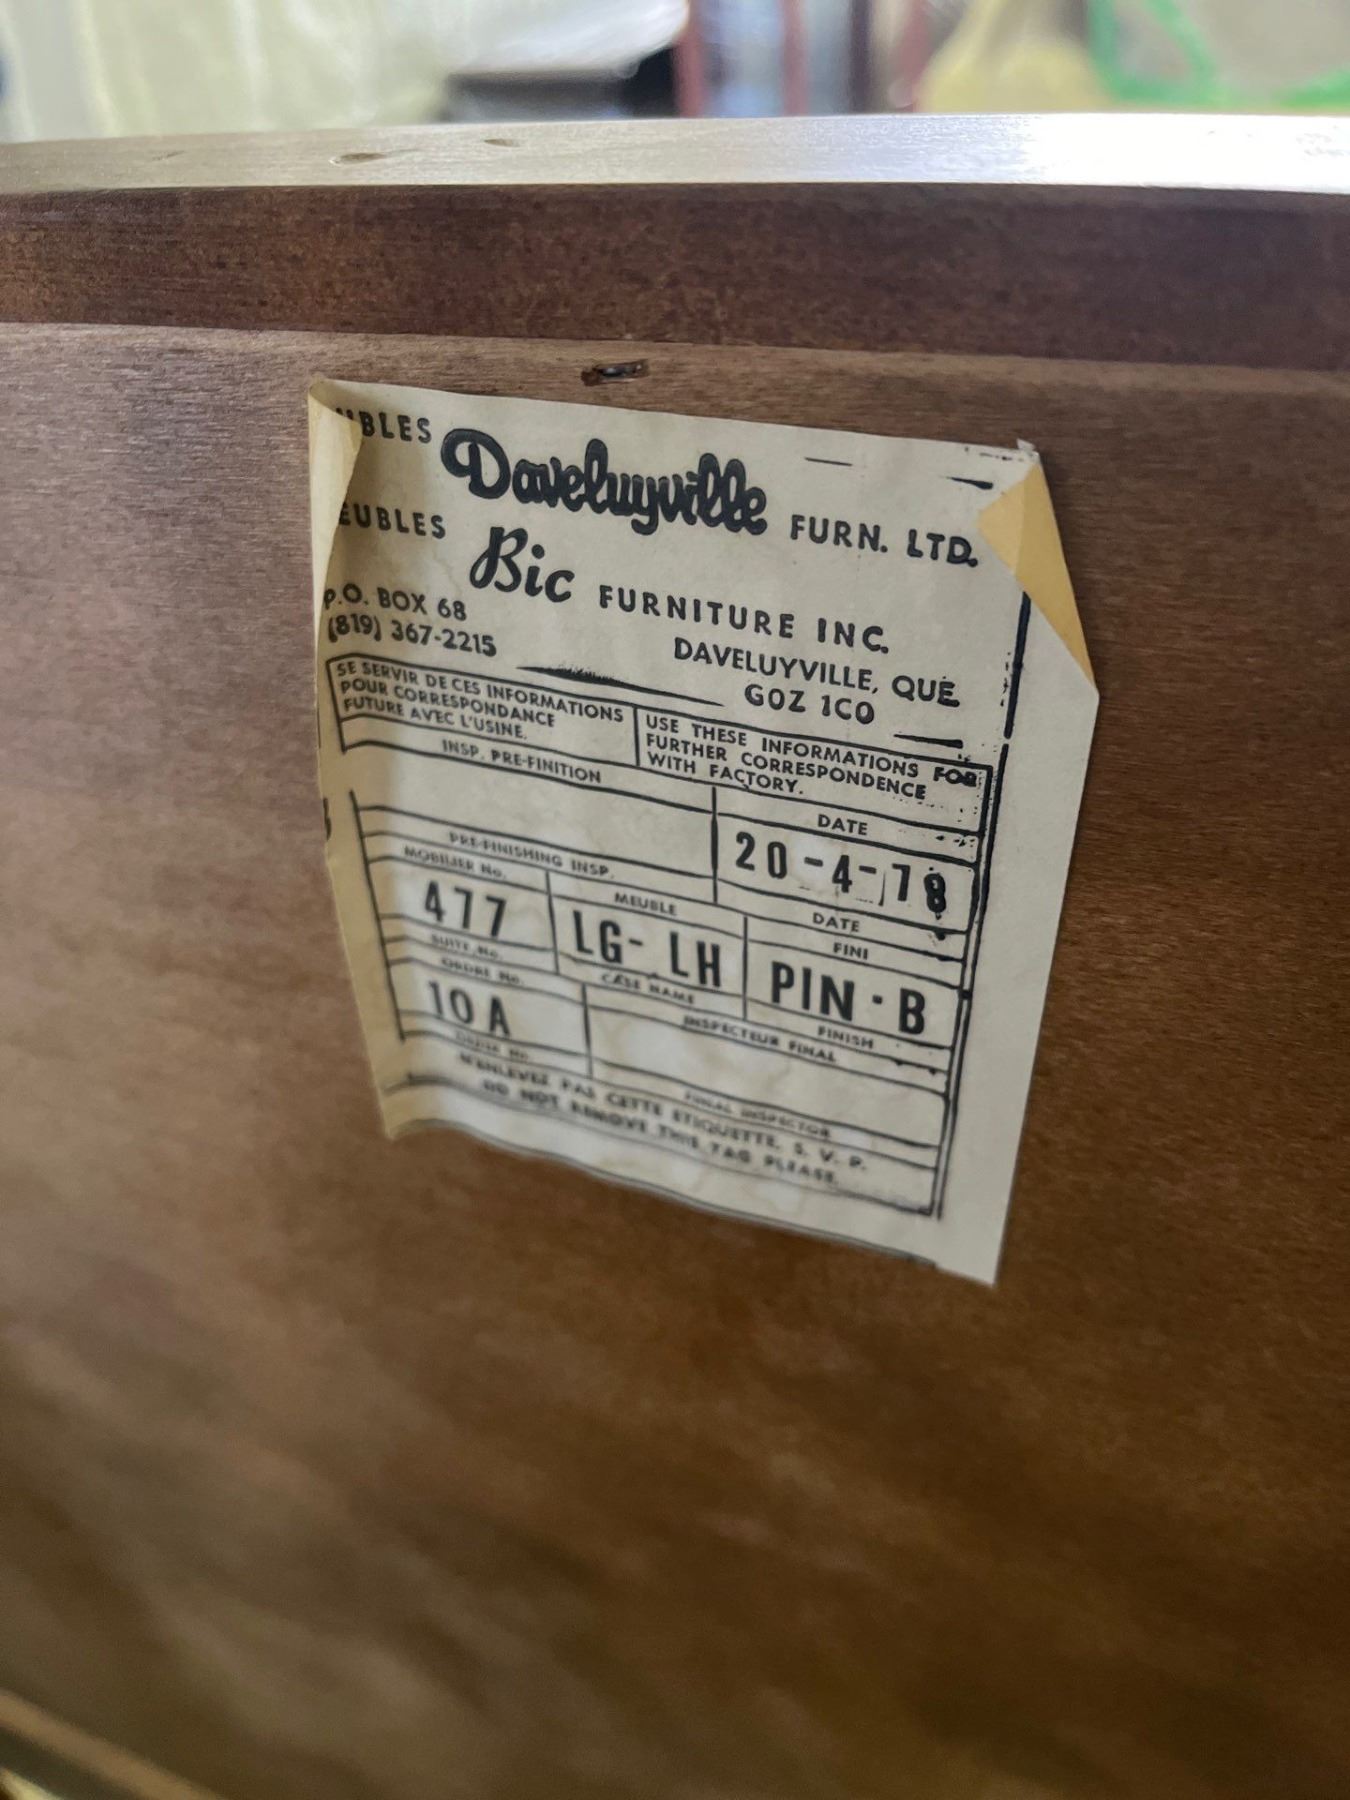 UBLES Daveluyville FURN. LTD.
EUBLES Bic FURNITURE INC.
P.O. BOX 68
(819) 367-2215
DAVELUYVILLE, QUE
G0Z 1C0
SE SERVIR DE CES INFORMATIONS
POUR CORRESPONDANCE
FUTURE AVEC L'USINE.
USE THESE INFORMATIONS FOR
FURTHER CORRESPONDENCE
WITH FACTORY.
INSP. PRE-FINITION
DATE
20-4-78
PRE-FINISHING INSP.
DATE
MOBILIER No.
MEUBLE
FINI
477
LG- LH
PIN·B
SUITE No.
CASE NAME
FINISH
ORDRE No.
INSPECTEUR FINAL
10 A
ORDER No.
FINAL INSPECTOR
N'ENLEVEZ PAS CETTE ETIQUETTE, S. V. P.
DO NOT REMOVE THIS TAG PLEASE.